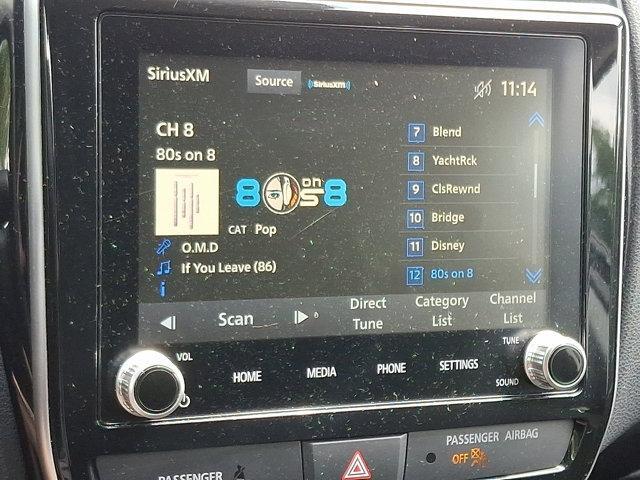 SiriusXM
Source
SiriusXM
11:14
CH 8
80s on 8
80s on 8
CAT Pop
O.M.D
If You Leave (86)
7 Blend
8 YachtRck
9 ClsRewnd
10 Bridge
11 Disney
12 80s on 8
Scan
Direct
Tune
Category
List
Channel
List
VOL
HOME
MEDIA
PHONE
SETTINGS
TUNE
SOUND
PASSENGER
PASSENGER AIRBAG
OFF